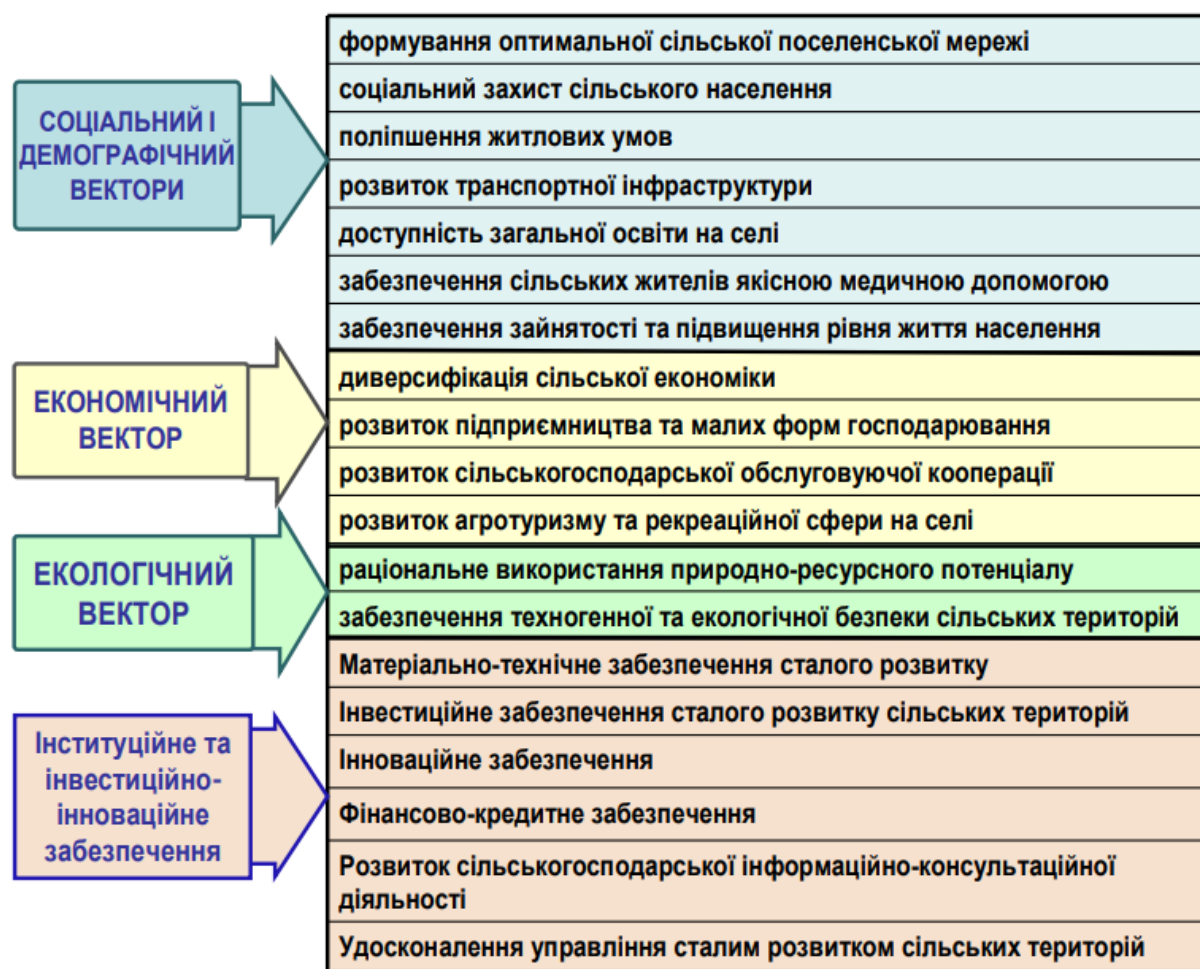 СОЦІАЛЬНИЙ І
ДЕМОГРАФІЧНИЙ
ВЕКТОРИ
формування оптимальної сільської поселенської мережі
соціальний захист сільського населення
поліпшення житлових умов
розвиток транспортної інфраструктури
доступність загальної освіти на селі
забезпечення сільських жителів якісною медичною допомогою
забезпечення зайнятості та підвищення рівня життя населення
ЕКОНОМІЧНИЙ
ВЕКТОР
диверсифікація сільської економіки
розвиток підприємництва та малих форм господарювання
розвиток сільськогосподарської обслуговуючої кооперації
розвиток агротуризму та рекреаційної сфери на селі
ЕКОЛОГІЧНИЙ
ВЕКТОР
раціональне використання природно-ресурсного потенціалу
забезпечення техногенної та екологічної безпеки сільських територій
Інституційне та
інвестиційно-
інноваційне
забезпечення
Матеріально-технічне забезпечення сталого розвитку
Інвестиційне забезпечення сталого розвитку сільських територій
Інноваційне забезпечення
Фінансово-кредитне забезпечення
Розвиток сільськогосподарської інформаційно-консультаційної
діяльності
Удосконалення управління сталим розвитком сільських територій